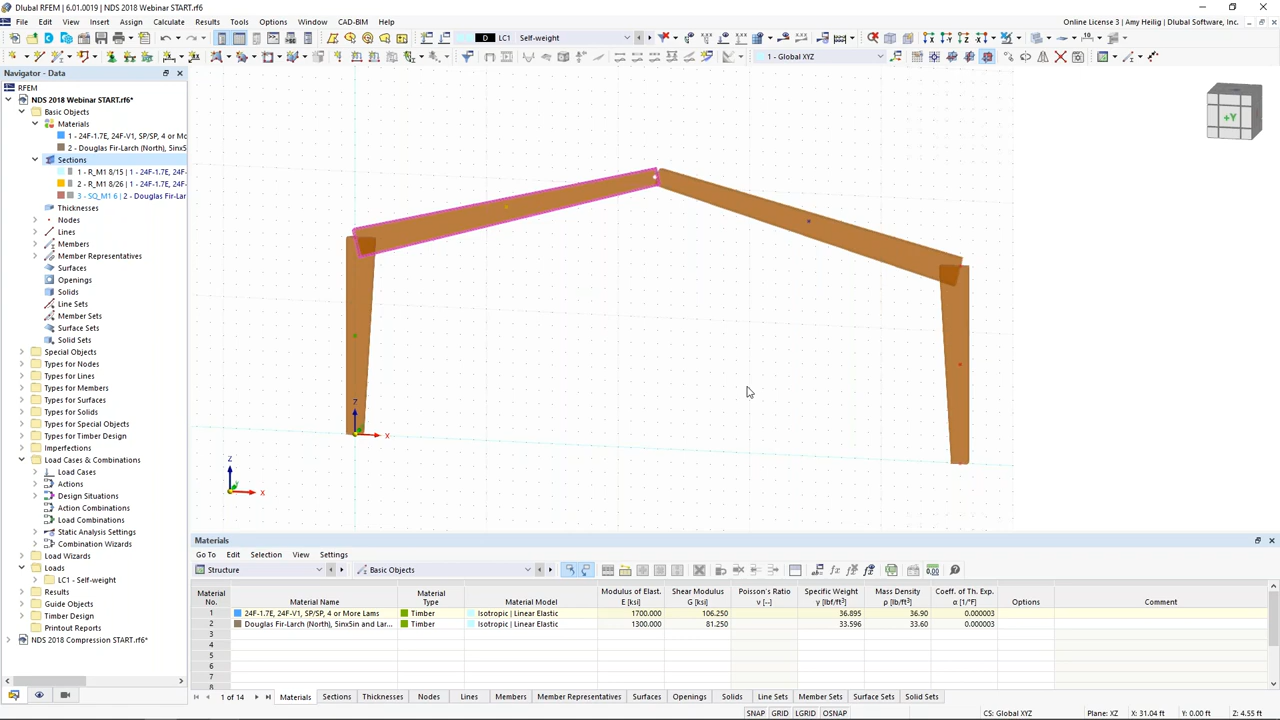 Dlubal RFEM | 6.01.0019 | NDS 2018 Webinar START.rf6*
File Edit View Insert Assign Calculate Results Tools Options Window CAD-BIM Help
Online License 3 | Amy Heilig | Dlubal Software, Inc.
D LC1 Self-weight
1 - Global XYZ
Navigator - Data
RFEM
NDS 2018 Webinar START.rf6*
Basic Objects
Materials
1 - 24F-1.7E, 24F-V1, SP/SP, 4 or Mo
2 - Douglas Fir-Larch (North), 5inx5
Sections
1 - R_M1 8/15 | 1 - 24F-1.7E, 24F-
2 - R_M1 8/26 | 1 - 24F-1.7E, 24F-
3 - SQ_M1 6 | 2 - Douglas Fir-Lar
Thicknesses
Nodes
Lines
Members
Member Representatives
Surfaces
Openings
Solids
Line Sets
Member Sets
Surface Sets
Solid Sets
Special Objects
Types for Nodes
Types for Lines
Types for Members
Types for Surfaces
Types for Solids
Types for Special Objects
Types for Timber Design
Imperfections
Load Cases & Combinations
Load Cases
Actions
Design Situations
Action Combinations
Load Combinations
Static Analysis Settings
Combination Wizards
Load Wizards
Loads
LC1 - Self-weight
Results
Guide Objects
Timber Design
Printout Reports
NDS 2018 Compression START.rf6*
+Y
Z
X
Z
Y
X
Materials
Go To Edit Selection View Settings
Structure Basic Objects
Material No. Material Name Material Type Material Model Modulus of Elast. E [ksi] Shear Modulus G [ksi] Poisson's Ratio ν [--] Specific Weight γ [lbf/ft³] Mass Density ρ [lb/ft³] Coeff. of Th. Exp. α [1/°F] Options Comment
1 24F-1.7E, 24F-V1, SP/SP, 4 or More Lams Timber Isotropic | Linear Elastic 1700.000 106.250 36.895 36.90 0.000003
2 Douglas Fir-Larch (North), 5inx5in and Lar... Timber Isotropic | Linear Elastic 1300.000 81.250 33.596 33.60 0.000003
3
4
5
6
7
8
1 of 14 Materials Sections Thicknesses Nodes Lines Members Member Representatives Surfaces Openings Solids Line Sets Member Sets Surface Sets Solid Sets
SNAP GRID LGRID OSNAP CS: Global XYZ Plane: XZ X: 31.04 ft Y: 0.00 ft Z: 4.55 ft